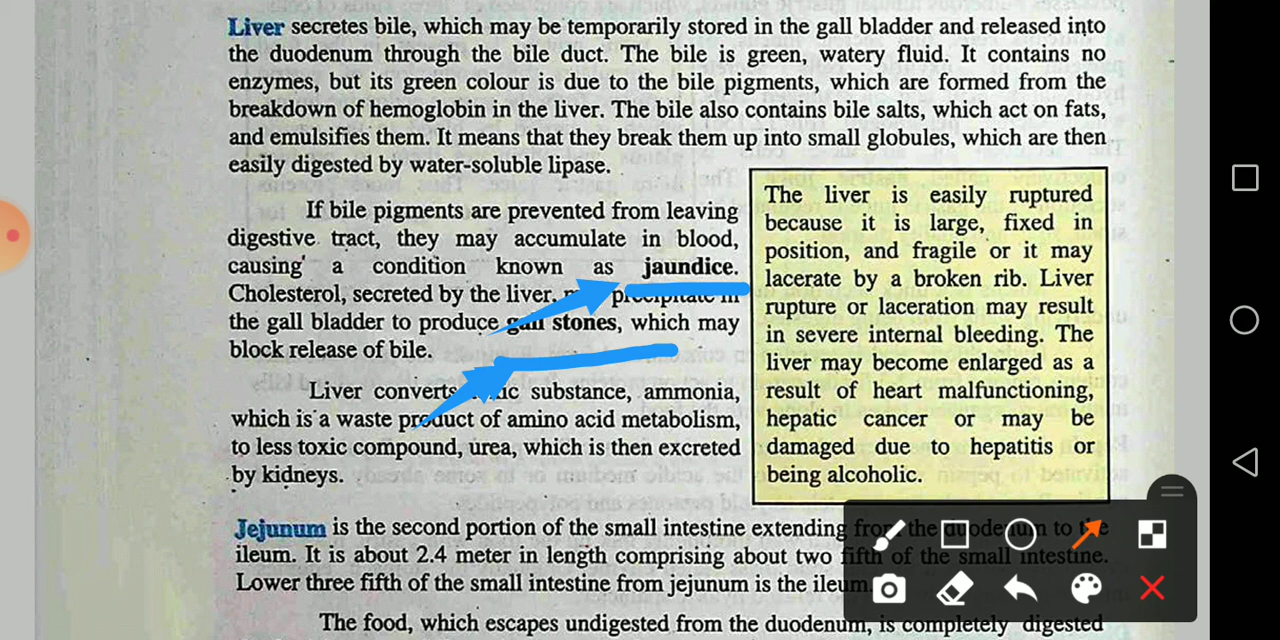 Liver secretes bile, which may be temporarily stored in the gall bladder and released into
the duodenum through the bile duct. The bile is green, watery fluid. It contains no
enzymes, but its green colour is due to the bile pigments, which are formed from the
breakdown of hemoglobin in the liver. The bile also contains bile salts, which act on fats,
and emulsifies them. It means that they break them up into small globules, which are then
easily digested by water-soluble lipase.
If bile pigments are prevented from leaving
digestive tract, they may accumulate in blood,
causing a condition known as jaundice.
Cholesterol, secreted by the liver, precipitate in
the gall bladder to produce gall stones, which may
block release of bile.
Liver converts substance, ammonia,
which is a waste product of amino acid metabolism,
to less toxic compound, urea, which is then excreted
by kidneys.
The liver is easily ruptured
because it is large, fixed in
position, and fragile or it may
lacerate by a broken rib. Liver
rupture or laceration may result
in severe internal bleeding. The
liver may become enlarged as a
result of heart malfunctioning,
hepatic cancer or may be
damaged due to hepatitis or
being alcoholic.
Jejunum is the second portion of the small intestine extending from the duodenum to the
ileum. It is about 2.4 meter in length comprising about two fifth of the small intestine.
Lower three fifth of the small intestine from jejunum is the ileum.
The food, which escapes undigested from the duodenum, is completely digested